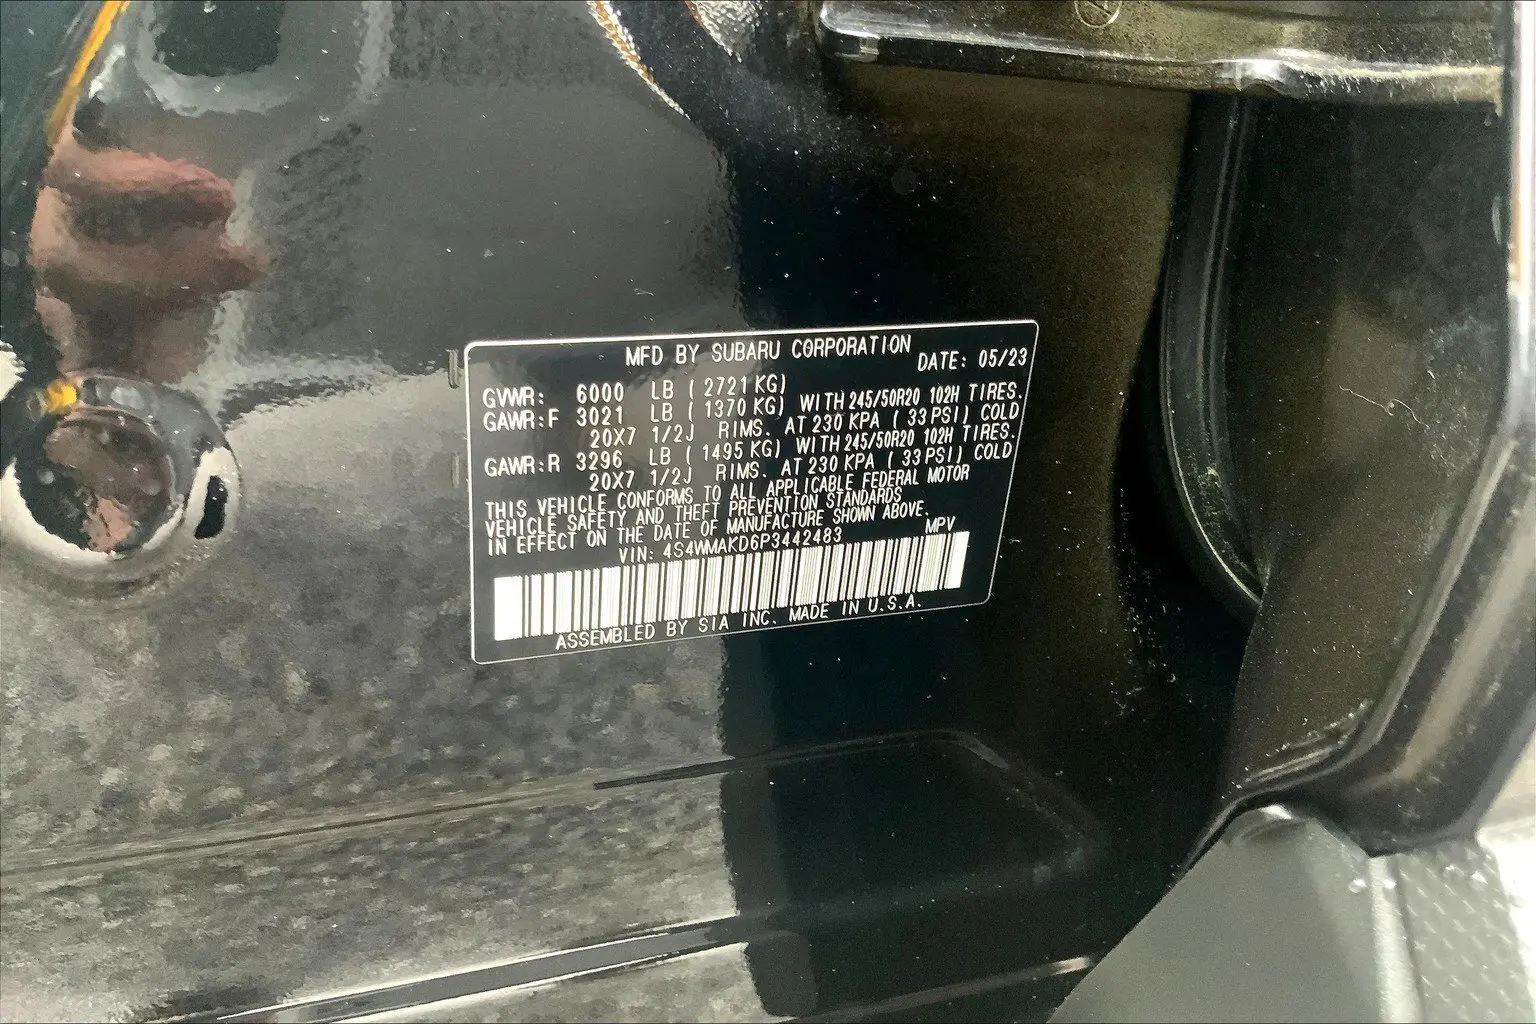 MFD BY SUBARU CORPORATION DATE: 05/23
GVWR: 6000 LB ( 2721 KG)
GAWR:F 3021 LB ( 1370 KG) WITH 245/50R20 102H TIRES.
20X7 1/2J RIMS. AT 230 KPA ( 33 PSI) COLD
GAWR:R 3296 LB ( 1495 KG) WITH 245/50R20 102H TIRES.
20X7 1/2J RIMS. AT 230 KPA ( 33 PSI) COLD
THIS VEHICLE CONFORMS TO ALL APPLICABLE FEDERAL MOTOR
VEHICLE SAFETY AND THEFT PREVENTION STANDARDS
IN EFFECT ON THE DATE OF MANUFACTURE SHOWN ABOVE.
VIN: 4S4WMAKD6P3442483 MPV
ASSEMBLED BY SIA INC. MADE IN U.S.A.